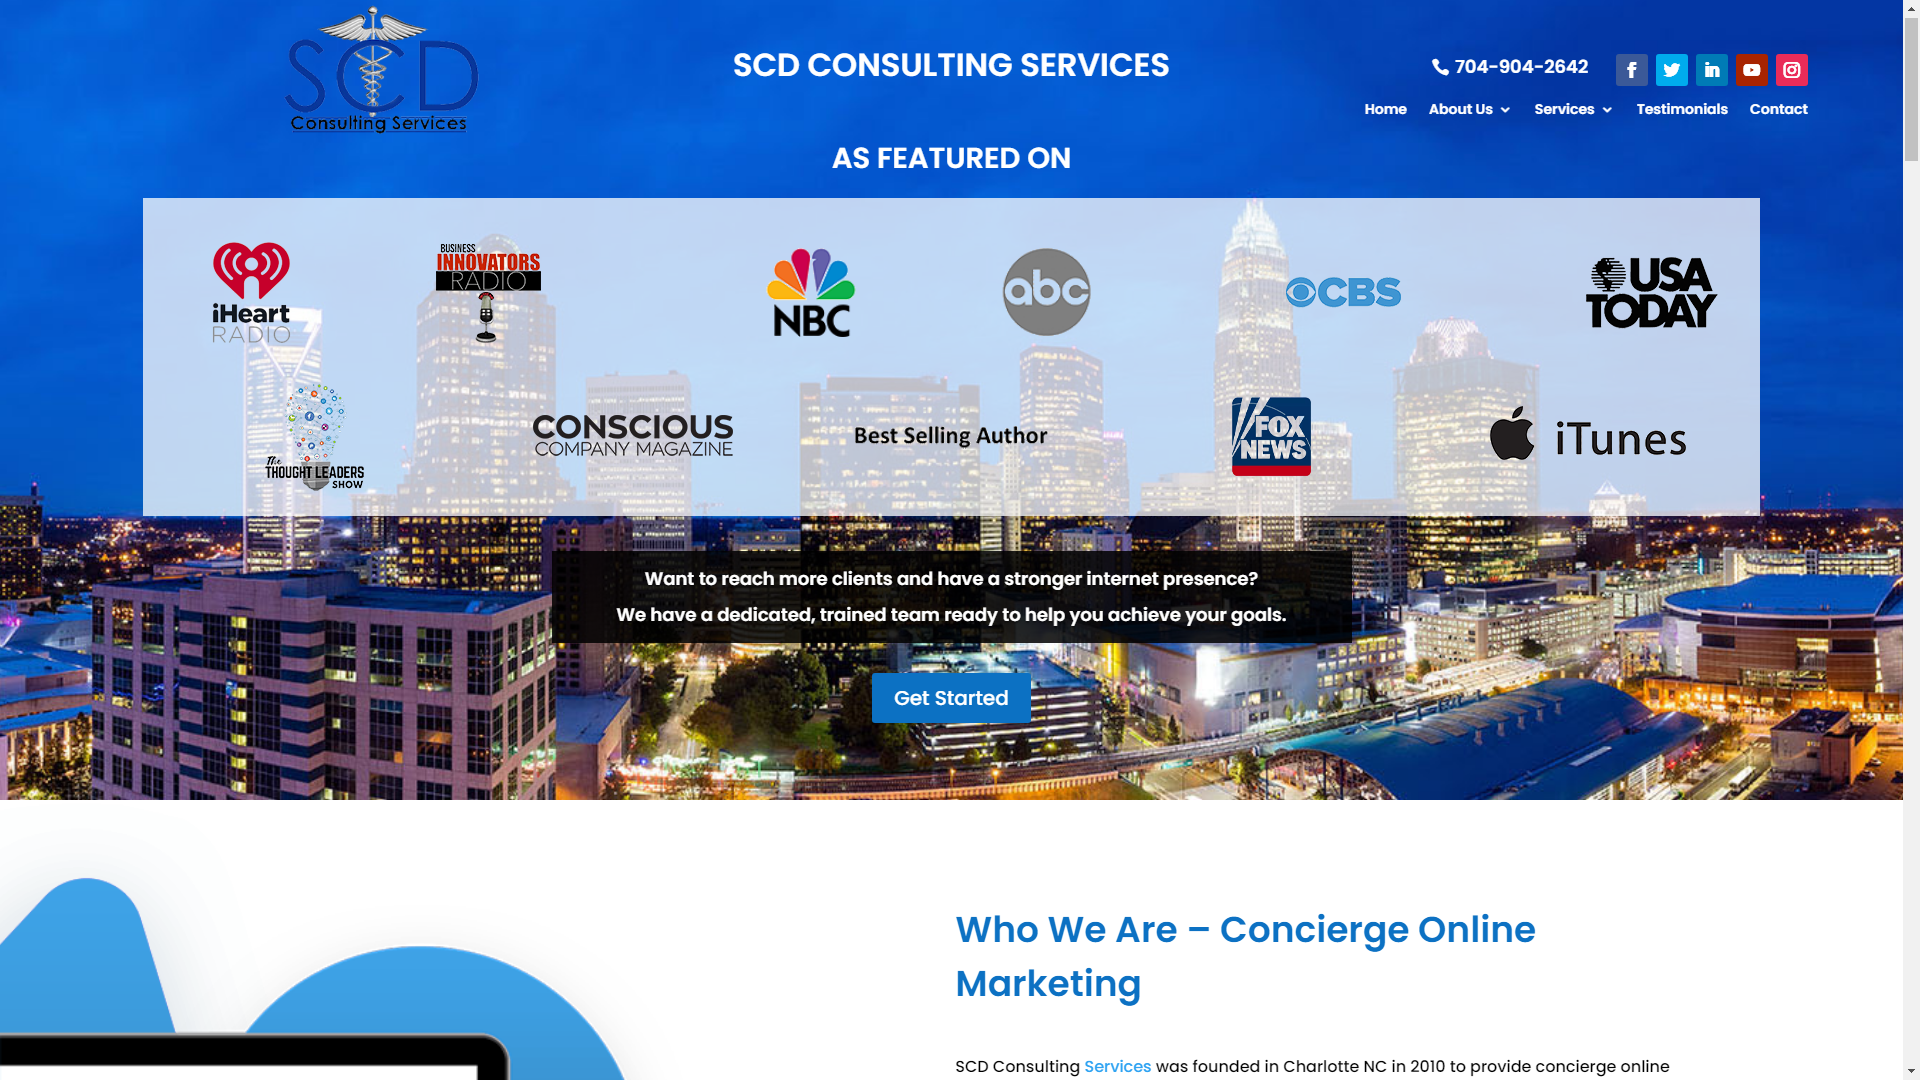 SCD
Consulting Services
SCD CONSULTING SERVICES
704-904-2642
Home
About Us
Services
Testimonials
Contact
AS FEATURED ON
iHeart
RADIO
BUSINESS
INNOVATORS
RADIO
NBC
abc
CBS
USA
TODAY
The
THOUGHT LEADERS
SHOW
CONSCIOUS
COMPANY MAGAZINE
Best Selling Author
FOX
NEWS
iTunes
Want to reach more clients and have a stronger internet presence?
We have a dedicated, trained team ready to help you achieve your goals.
Get Started
Who We Are – Concierge Online
Marketing
SCD Consulting Services was founded in Charlotte NC in 2010 to provide concierge online